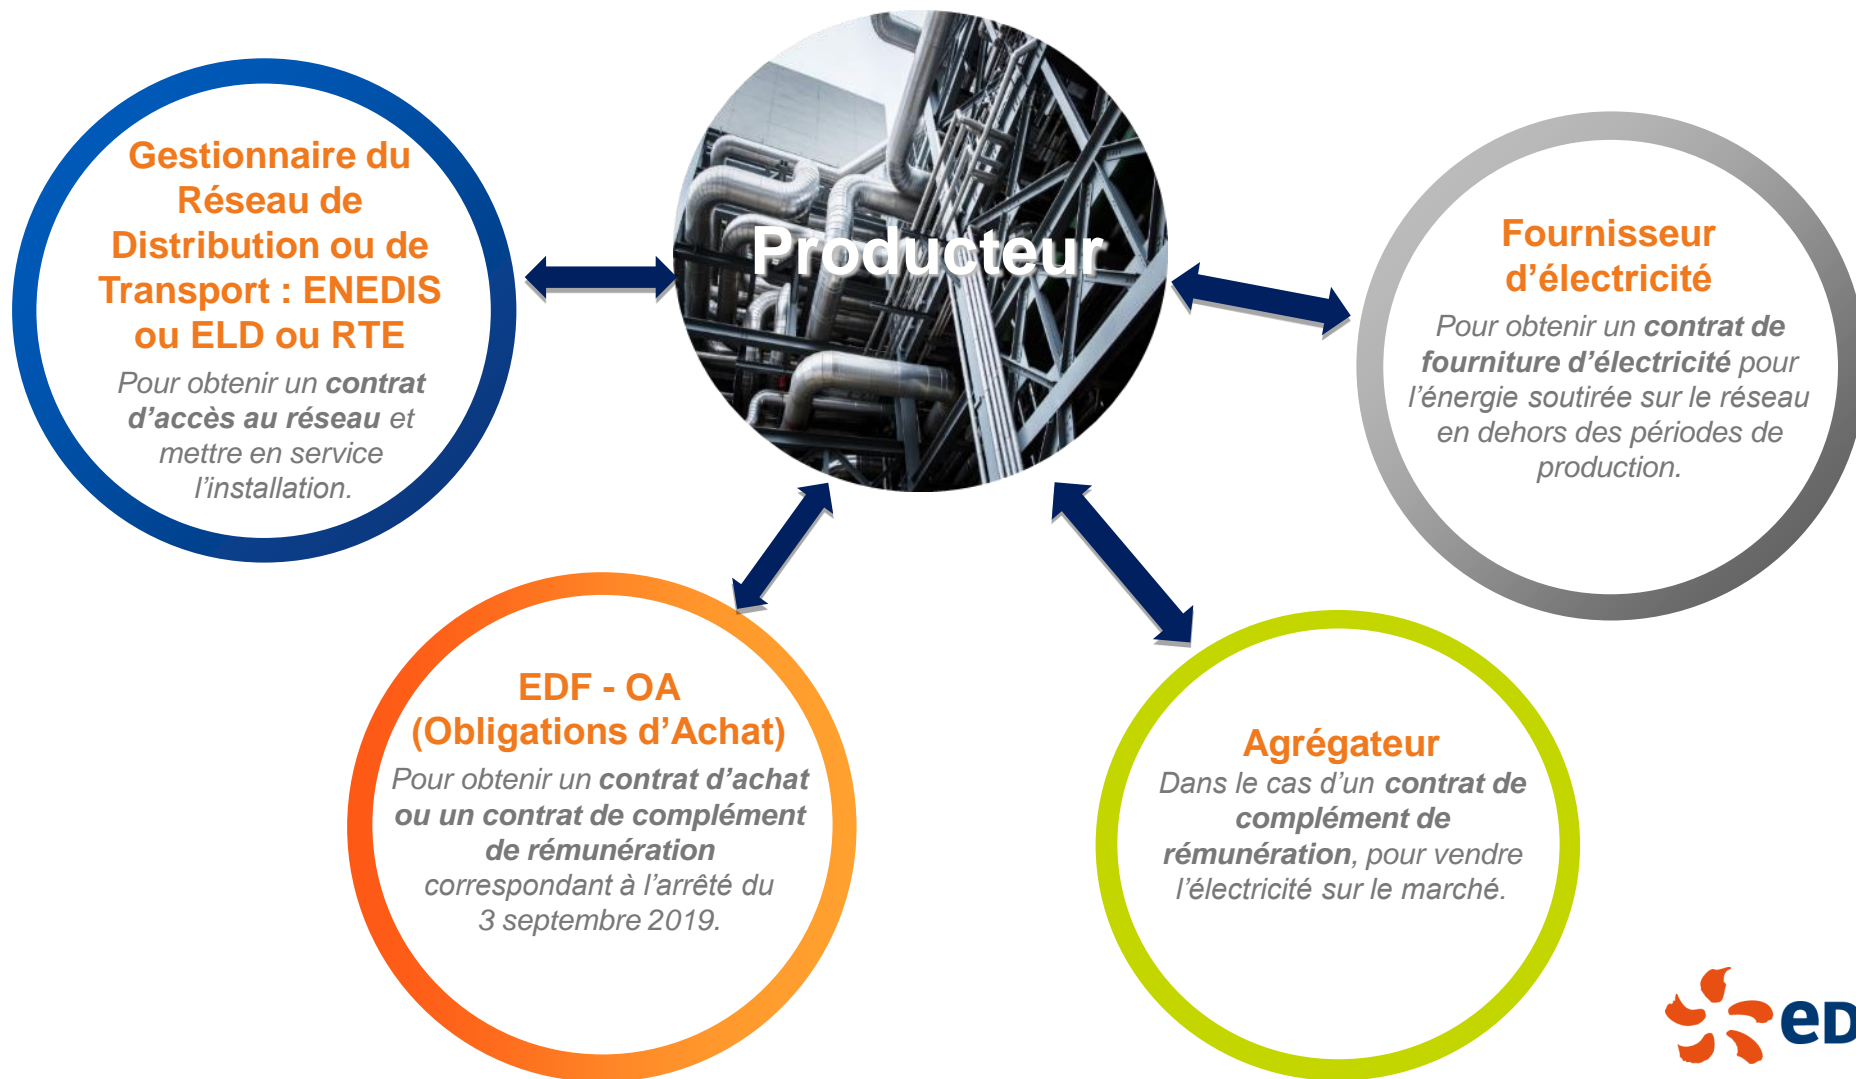 Producteur
Gestionnaire du
Réseau de
Distribution ou de
Transport : ENEDIS
ou ELD ou RTE
Pour obtenir un contrat
d’accès au réseau et
mettre en service
l’installation.
Fournisseur
d’électricité
Pour obtenir un contrat de
fourniture d’électricité pour
l’énergie soutirée sur le réseau
en dehors des périodes de
production.
EDF - OA
(Obligations d’Achat)
Pour obtenir un contrat d’achat
ou un contrat de complément
de rémunération
correspondant à l’arrêté du
3 septembre 2019.
Agrégateur
Dans le cas d’un contrat de
complément de
rémunération, pour vendre
l’électricité sur le marché.
eD